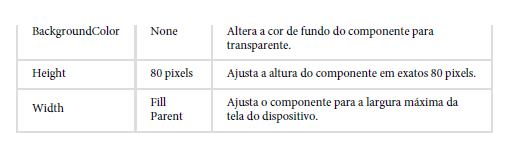 BackgroundColor None Altera a cor de fundo do componente para
transparente.
Height 80 pixels Ajusta a altura do componente em exatos 80 pixels.
Width Fill Parent Ajusta o componente para a largura máxima da
tela do dispositivo.